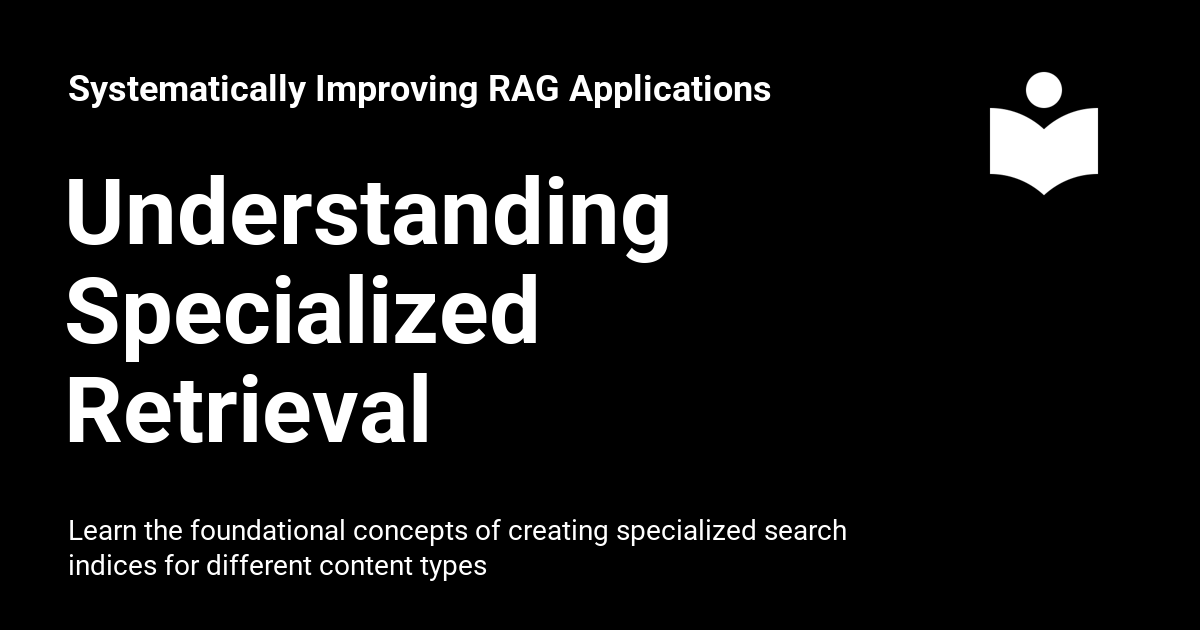 Systematically Improving RAG Applications
Understanding
Specialized
Retrieval
Learn the foundational concepts of creating specialized search
indices for different content types